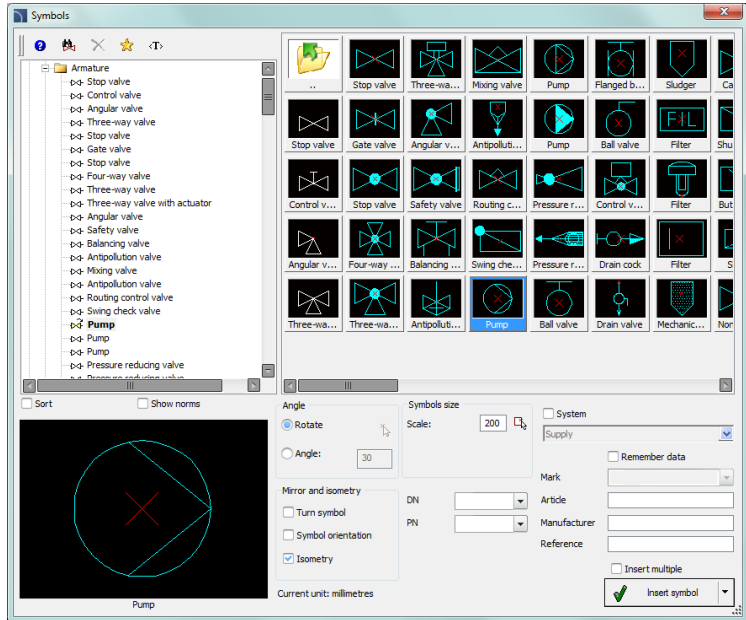 Symbols
<T>
Armature
Stop valve
Control valve
Angular valve
Three-way valve
Stop valve
Gate valve
Stop valve
Four-way valve
Three-way valve
Three-way valve with actuator
Angular valve
Safety valve
Balancing valve
Antipollution valve
Mixing valve
Antipollution valve
Routing control valve
Swing check valve
Pump
Pump
Pump
Pressure reducing valve
Pressure reducing valve
.. Stop valve Three-wa... Mixing valve Pump Flanged b... Sludger Ca
F L
Stop valve Gate valve Angular v... Antipolluti... Pump Ball valve Filter Shu
Control v... Stop valve Safety valve Routing c... Pressure r... Control v... Filter But
Angular v... Four-way ... Balancing ... Swing che... Pressure r... Drain cock Filter S
Three-wa... Three-wa... Antipolluti... Pump Ball valve Drain valve Mechanic... Non
Sort Show norms
Pump
Angle
Rotate
Angle: 30
Mirror and isometry
Turn symbol
Symbol orientation
Isometry
Current unit: millimetres
Symbols size
Scale: 200
DN
PN
System
Supply
Remember data
Mark
Article
Manufacturer
Reference
Insert multiple
Insert symbol